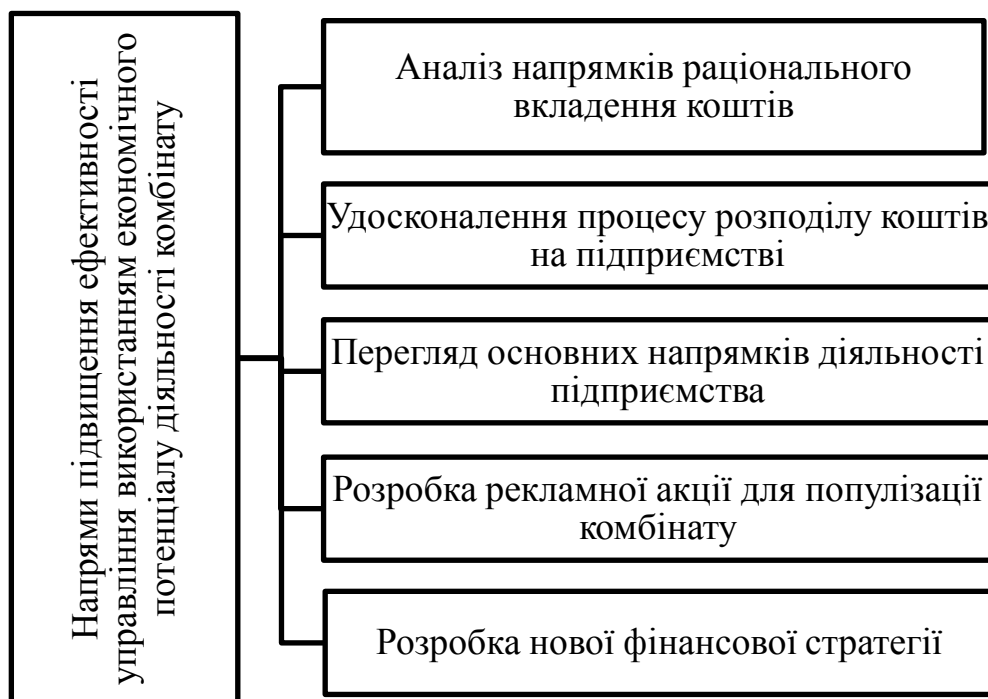 Напрями підвищення ефективності
управління використанням економічного
потенціалу діяльності комбінату
Аналіз напрямків раціонального
вкладення коштів
Удосконалення процесу розподілу коштів
на підприємстві
Перегляд основних напрямків діяльності
підприємства
Розробка рекламної акції для популізації
комбінату
Розробка нової фінансової стратегії